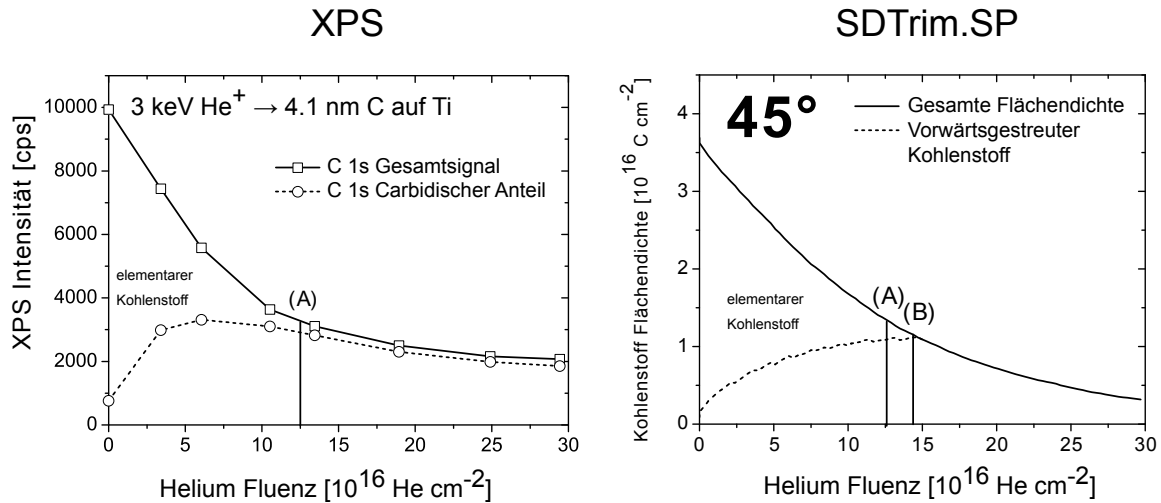 XPS
3 keV He⁺ → 4.1 nm C auf Ti
C 1s Gesamtsignal
C 1s Carbidischer Anteil
elementarer
Kohlenstoff
(A)
XPS Intensität [cps]
10000
8000
6000
4000
2000
0
0 5 10 15 20 25 30
Helium Fluenz [10¹⁶ He cm⁻²]
SDTrim.SP
45°
Gesamte Flächendichte
Vorwärtsgestreuter
Kohlenstoff
elementarer
Kohlenstoff
(A)
(B)
Kohlenstoff Flächendichte [10¹⁶ C cm⁻²]
4
3
2
1
0
0 5 10 15 20 25 30
Helium Fluenz [10¹⁶ He cm⁻²]